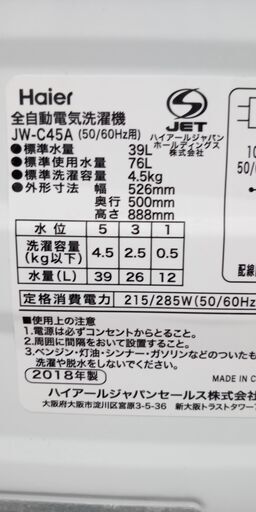 Haier
全自動電気洗濯機
JW-C45A (50/60Hz用)
JET
ハイアールジャパン
ホールディングス
■標準水量 39L
■標準使用水量 76L
■標準洗濯容量 4.5kg
■外形寸法 幅 526mm
奥行 500mm
高さ 888mm
水位 5 3 1
洗濯容量(kg以下) 4.5 2.5 0.5
水量(L) 39 26 12
定格消費電力 215/285W(50/60Hz
■使用上の注意
1.電源は必ずコンセントからとること。
2.周囲に間隔をおいて設置すること。
3.ベンジン・灯油・シンナー・ガソリンなどのついたも
洗濯や脱水をしないでくだ
2018年製
MADE IN C
ハイアールジャパンセールス株式会
大阪府大阪市淀川区宮原3-5-36 新大阪トラストタワー
10
50/6
配線